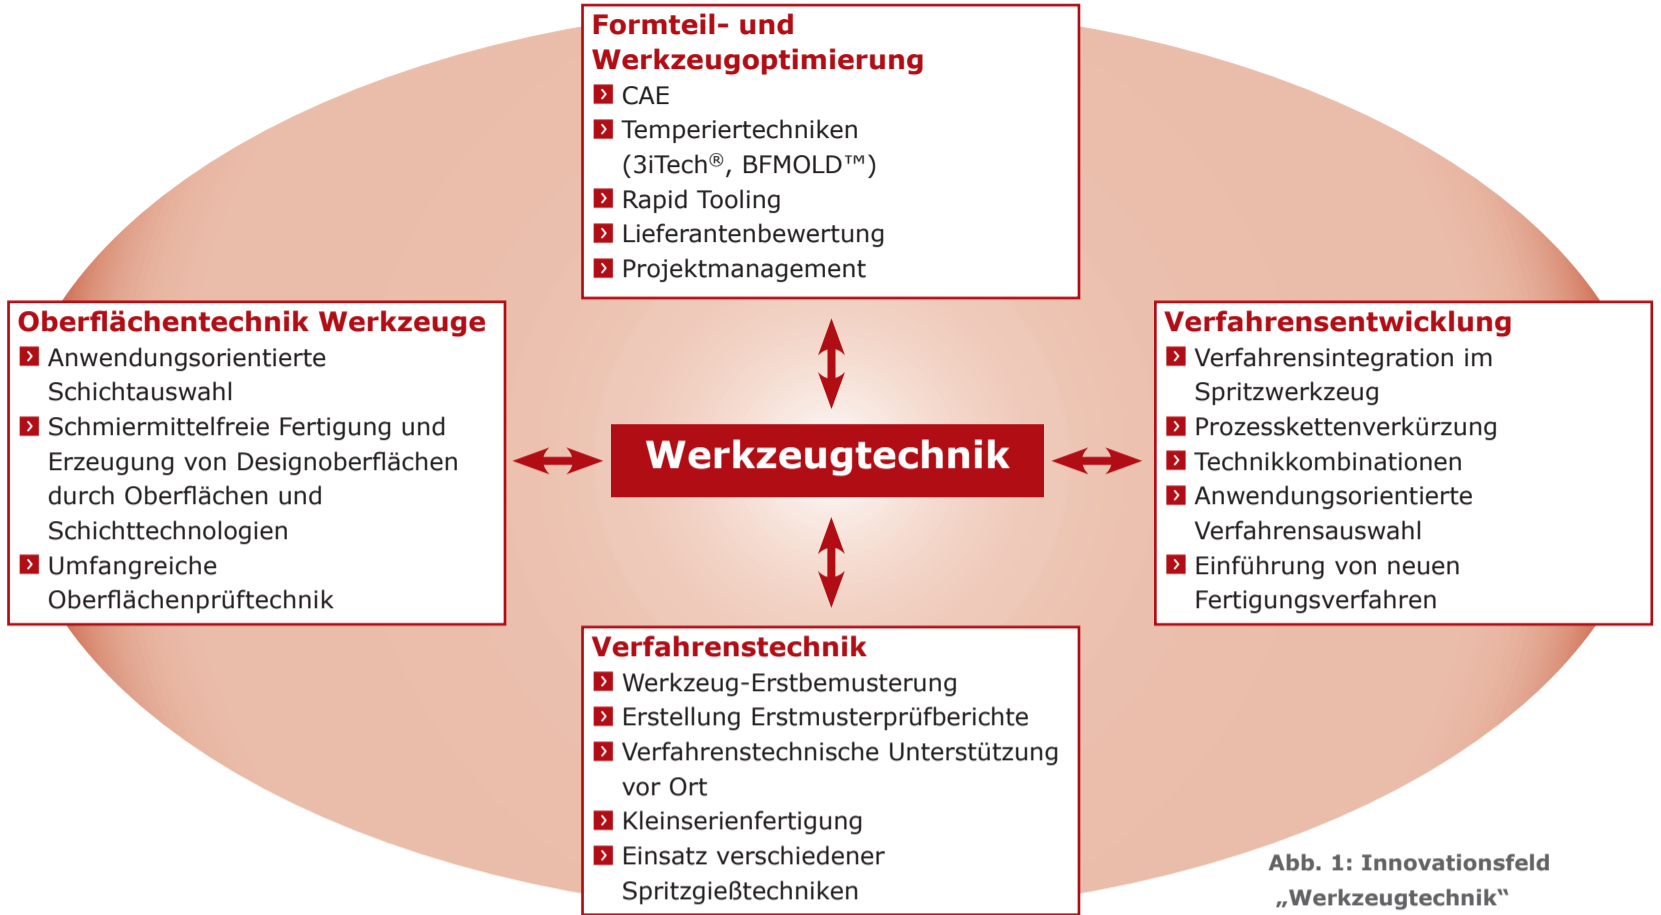 Formteil- und
Werkzeugoptimierung
CAE
Temperiertechniken
(3iTech®, BFMOLD™)
Rapid Tooling
Lieferantenbewertung
Projektmanagement
Oberflächentechnik Werkzeuge
Anwendungsorientierte
Schichtauswahl
Schmiermittelfreie Fertigung und
Erzeugung von Designoberflächen
durch Oberflächen und
Schichttechnologien
Umfangreiche
Oberflächenprüftechnik
Werkzeugtechnik
Verfahrensentwicklung
Verfahrensintegration im
Spritzwerkzeug
Prozesskettenverkürzung
Technikkombinationen
Anwendungsorientierte
Verfahrensauswahl
Einführung von neuen
Fertigungsverfahren
Verfahrenstechnik
Werkzeug-Erstbemusterung
Erstellung Erstmusterprüfberichte
Verfahrenstechnische Unterstützung
vor Ort
Kleinserienfertigung
Einsatz verschiedener
Spritzgießtechniken
Abb. 1: Innovationsfeld
„Werkzeugtechnik“